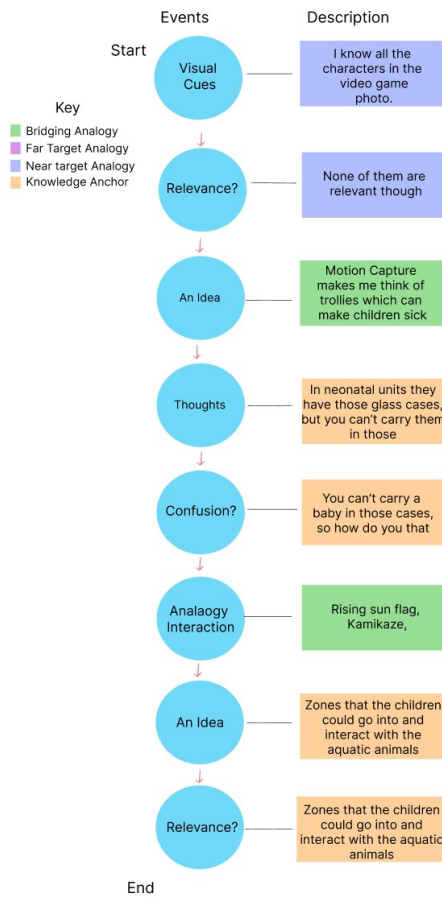 Events
Description
Start
Visual
Cues
I know all the
characters in the
video game
photo.
Key
Bridging Analogy
Far Target Analogy
Near target Analogy
Knowledge Anchor
Relevance?
None of them are
relevant though
An Idea
Motion Capture
makes me think of
trollies which can
make children sick
Thoughts
In neonatal units they
have those glass cases,
but you can't carry them
in those
Confusion?
You can't carry a
baby in those cases,
so how do you that
Analaogy
Interaction
Rising sun flag,
Kamikaze,
An Idea
Zones that the children
could go into and
interact with the
aquatic animals
Relevance?
Zones that the children
could go into and
interact with the aquatic
animals
End